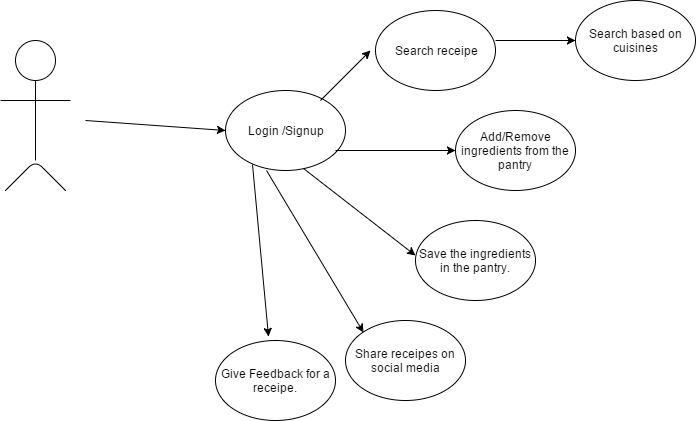 Search receipe
Search based on
cuisines
Login /Signup
Add/Remove
ingredients from the
pantry
Save the ingredients
in the pantry.
Share receipes on
social media
Give Feedback for a
receipe.